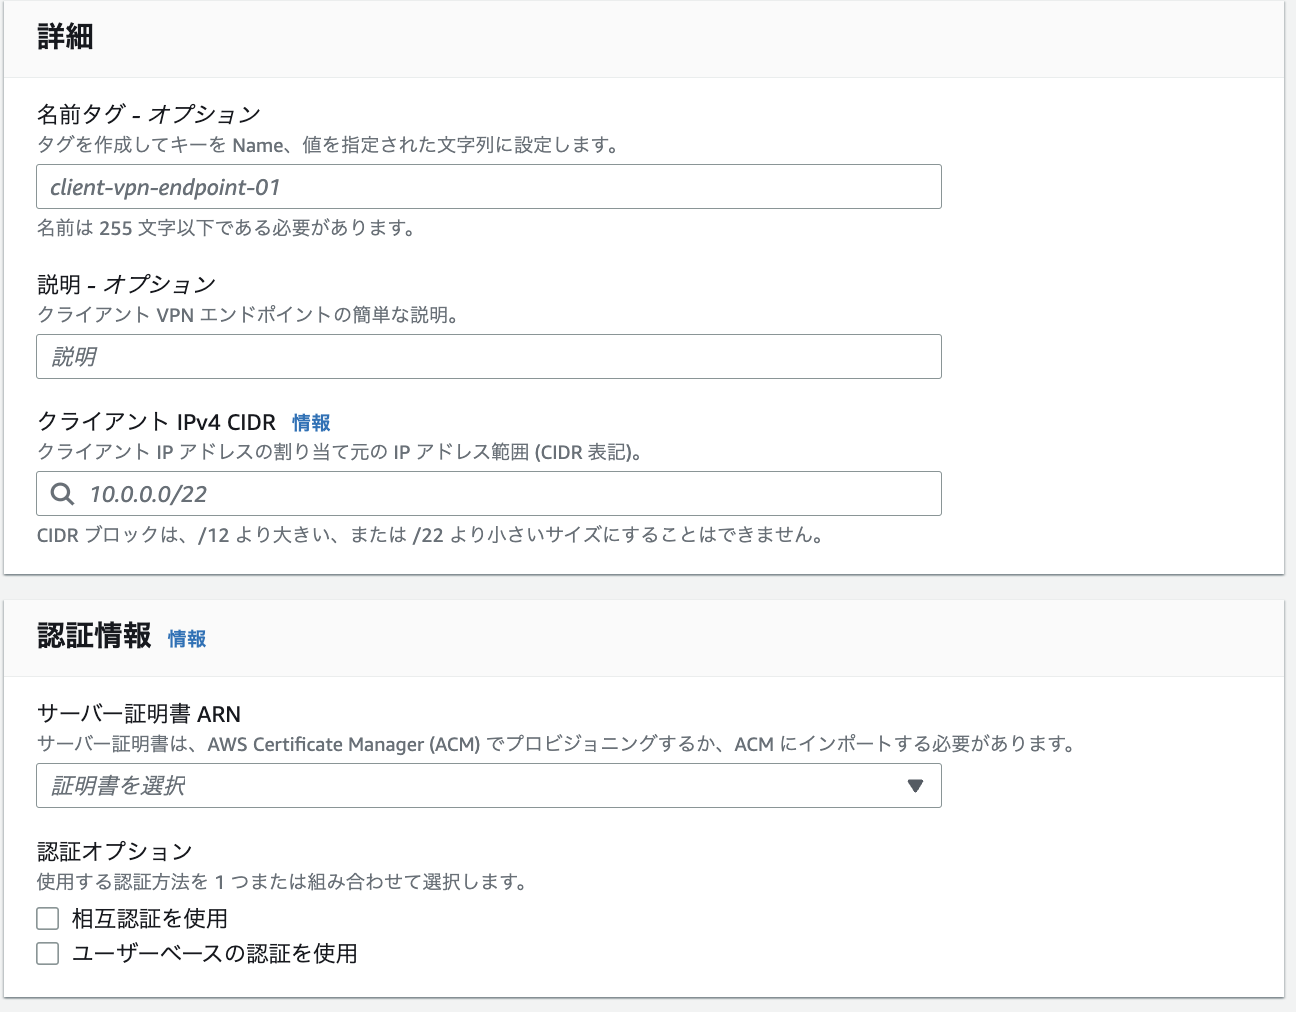 詳細
名前タグ - オプション
タグを作成してキーを Name、値を指定された文字列に設定します。
client-vpn-endpoint-01
名前は 255 文字以下である必要があります。
説明 - オプション
クライアント VPN エンドポイントの簡単な説明。
説明
クライアント IPv4 CIDR 情報
クライアント IP アドレスの割り当て元の IP アドレス範囲 (CIDR 表記)。
10.0.0.0/22
CIDR ブロックは、/12 より大きい、または /22 より小さいサイズにすることはできません。
認証情報 情報
サーバー証明書 ARN
サーバー証明書は、AWS Certificate Manager (ACM) でプロビジョニングするか、ACM にインポートする必要があります。
証明書を選択
認証オプション
使用する認証方法を 1 つまたは組み合わせて選択します。
相互認証を使用
ユーザーベースの認証を使用